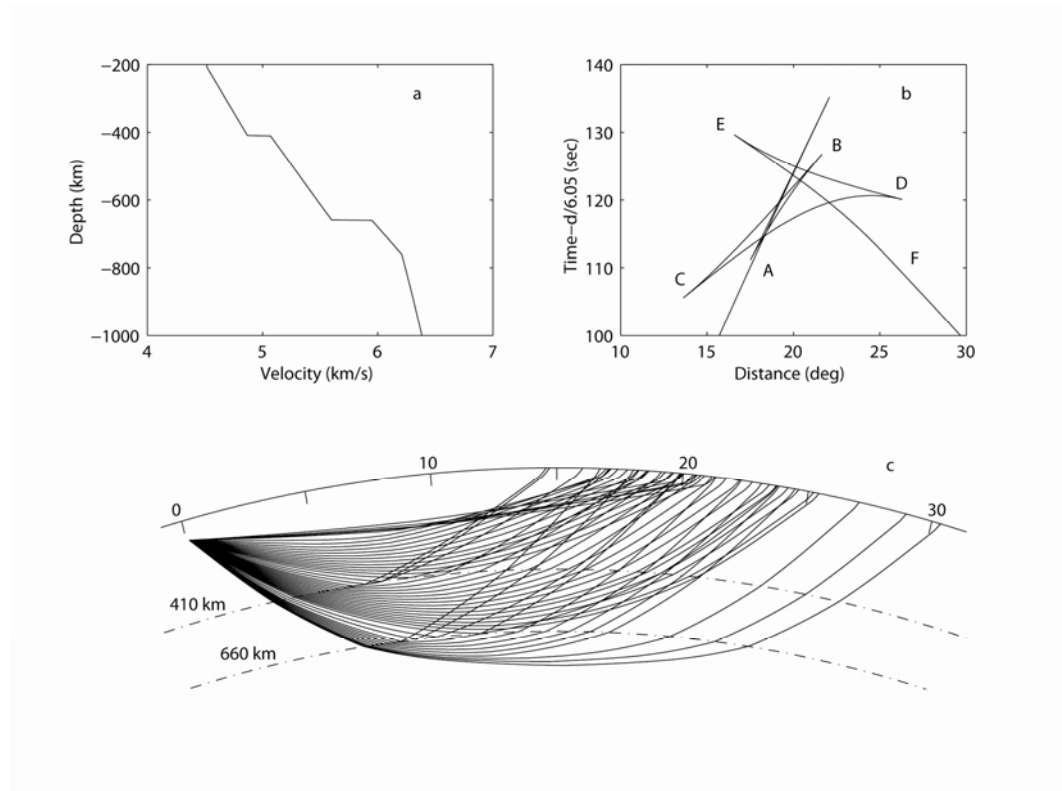 −200
−400
−600
−800
−1000
Depth (km)
4 5 6 7
Velocity (km/s)
a
140
130
120
110
100
Time−d/6.05 (sec)
10 15 20 25 30
Distance (deg)
b
E
B
D
A
C
F
c
0
10
20
30
410 km
660 km